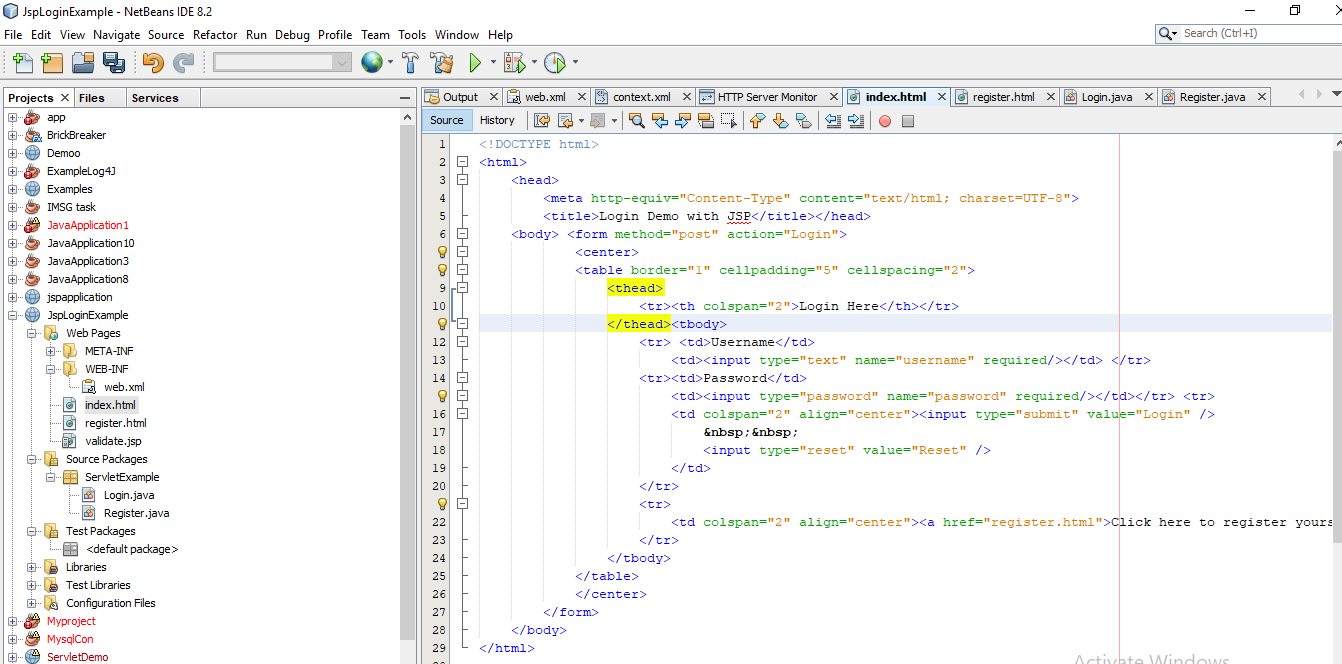 JspLoginExample - NetBeans IDE 8.2
File Edit View Navigate Source Refactor Run Debug Profile Team Tools Window Help
Search (Ctrl+I)
Projects Files Services
app
BrickBreaker
Demoo
ExampleLog4J
Examples
IMSG task
JavaApplication1
JavaApplication10
JavaApplication3
JavaApplication8
jspapplication
JspLoginExample
Web Pages
META-INF
WEB-INF
web.xml
index.html
register.html
validate.jsp
Source Packages
ServletExample
Login.java
Register.java
Test Packages
<default package>
Libraries
Test Libraries
Configuration Files
Myproject
MysqlCon
ServletDemo
Output web.xml context.xml HTTP Server Monitor index.html register.html Login.java Register.java
Source History
1 <!DOCTYPE html>
2 <html>
3 <head>
4 <meta http-equiv="Content-Type" content="text/html; charset=UTF-8">
5 <title>Login Demo with JSP</title></head>
6 <body> <form method="post" action="Login">
<center>
<table border="1" cellpadding="5" cellspacing="2">
9 <thead>
10 <tr><th colspan="2">Login Here</th></tr>
</thead><tbody>
12 <tr> <td>Username</td>
13 <td><input type="text" name="username" required/></td> </tr>
14 <tr><td>Password</td>
<td><input type="password" name="password" required/></td></tr> <tr>
16 <td colspan="2" align="center"><input type="submit" value="Login" />
17 &nbsp;&nbsp;
18 <input type="reset" value="Reset" />
19 </td>
20 </tr>
<tr>
22 <td colspan="2" align="center"><a href="register.html">Click here to register yours
23 </tr>
24 </tbody>
25 </table>
26 </center>
27 </form>
28 </body>
29 </html>
Activate Windows